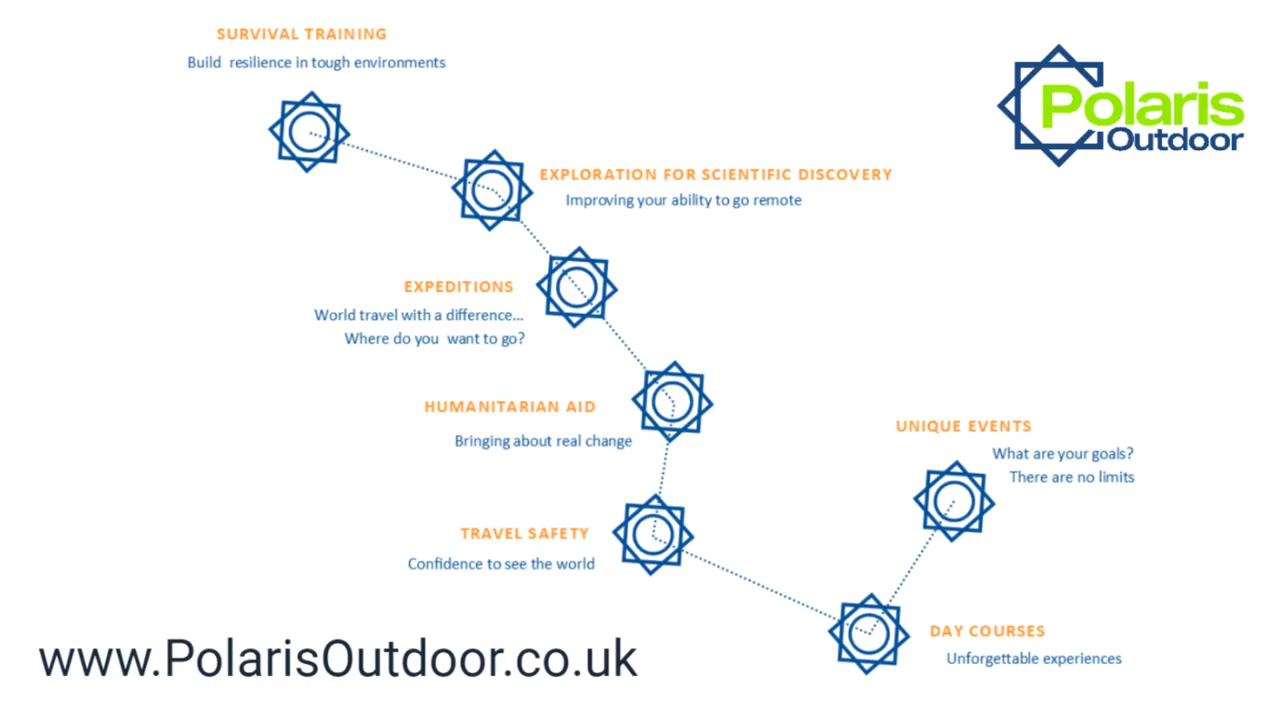 SURVIVAL TRAINING
Build resilience in tough environments
Polaris
Outdoor
EXPLORATION FOR SCIENTIFIC DISCOVERY
Improving your ability to go remote
EXPEDITIONS
World travel with a difference...
Where do you want to go?
HUMANITARIAN AID
Bringing about real change
UNIQUE EVENTS
What are your goals?
There are no limits
TRAVEL SAFETY
Confidence to see the world
DAY COURSES
Unforgettable experiences
www.PolarisOutdoor.co.uk